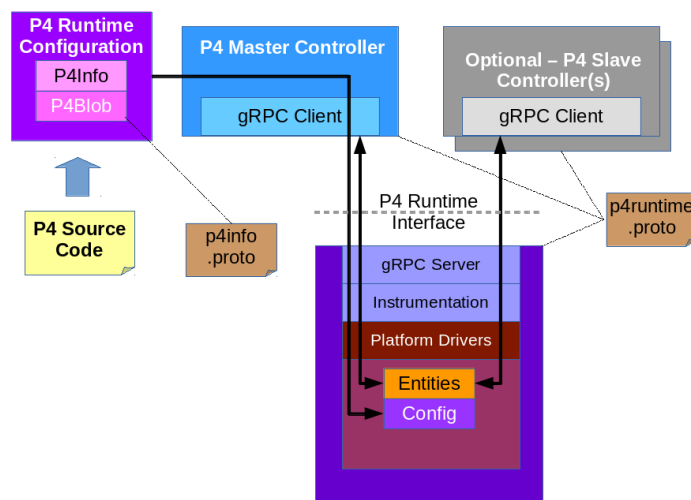 P4 Runtime
Configuration
P4Info
P4Blob
P4 Master Controller
gRPC Client
Optional – P4 Slave
Controller(s)
gRPC Client
P4 Source
Code
p4info
.proto
P4 Runtime
Interface
p4runtime
.proto
gRPC Server
Instrumentation
Platform Drivers
Entities
Config